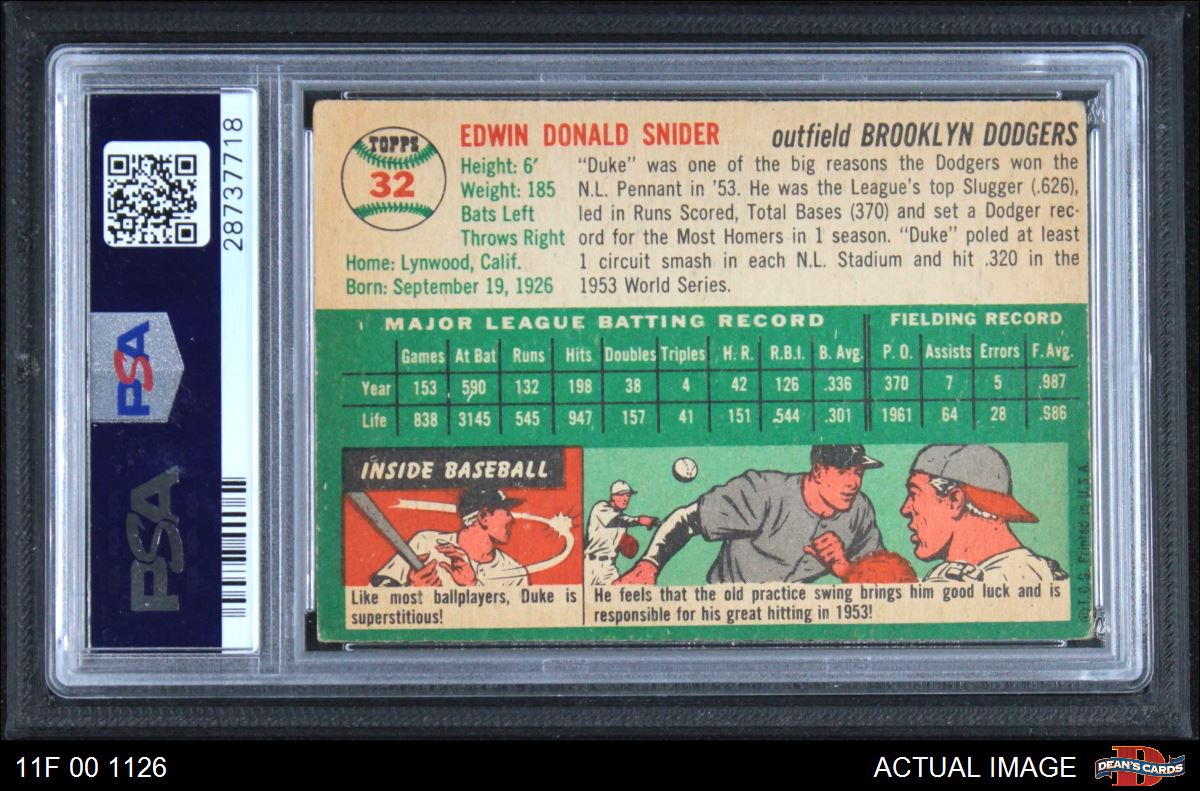 28737718
PSA
PSA
TOPPS
32
EDWIN DONALD SNIDER
outfield BROOKLYN DODGERS
Height: 6'
Weight: 185
Bats Left
Throws Right
Home: Lynwood, Calif.
Born: September 19, 1926
"Duke" was one of the big reasons the Dodgers won the
N.L. Pennant in '53. He was the League's top Slugger (.626),
led in Runs Scored, Total Bases (370) and set a Dodger rec-
ord for the Most Homers in 1 season. "Duke" poled at least
1 circuit smash in each N.L. Stadium and hit .320 in the
1953 World Series.
MAJOR LEAGUE BATTING RECORD FIELDING RECORD
Games At Bat Runs Hits Doubles Triples H.R. R.B.I. B. Avg. P.O. Assists Errors F. Avg.
Year 153 590 132 198 38 4 42 126 .336 370 7 5 .987
Life 838 3145 545 947 157 41 151 .544 .301 1961 64 28 .986
INSIDE BASEBALL
Like most ballplayers, Duke is
superstitious!
He feels that the old practice swing brings him good luck and is
responsible for his great hitting in 1953!
© T.C.G. Printed in U.S.A.
11F 00 1126
ACTUAL IMAGE
DEAN'S CARDS